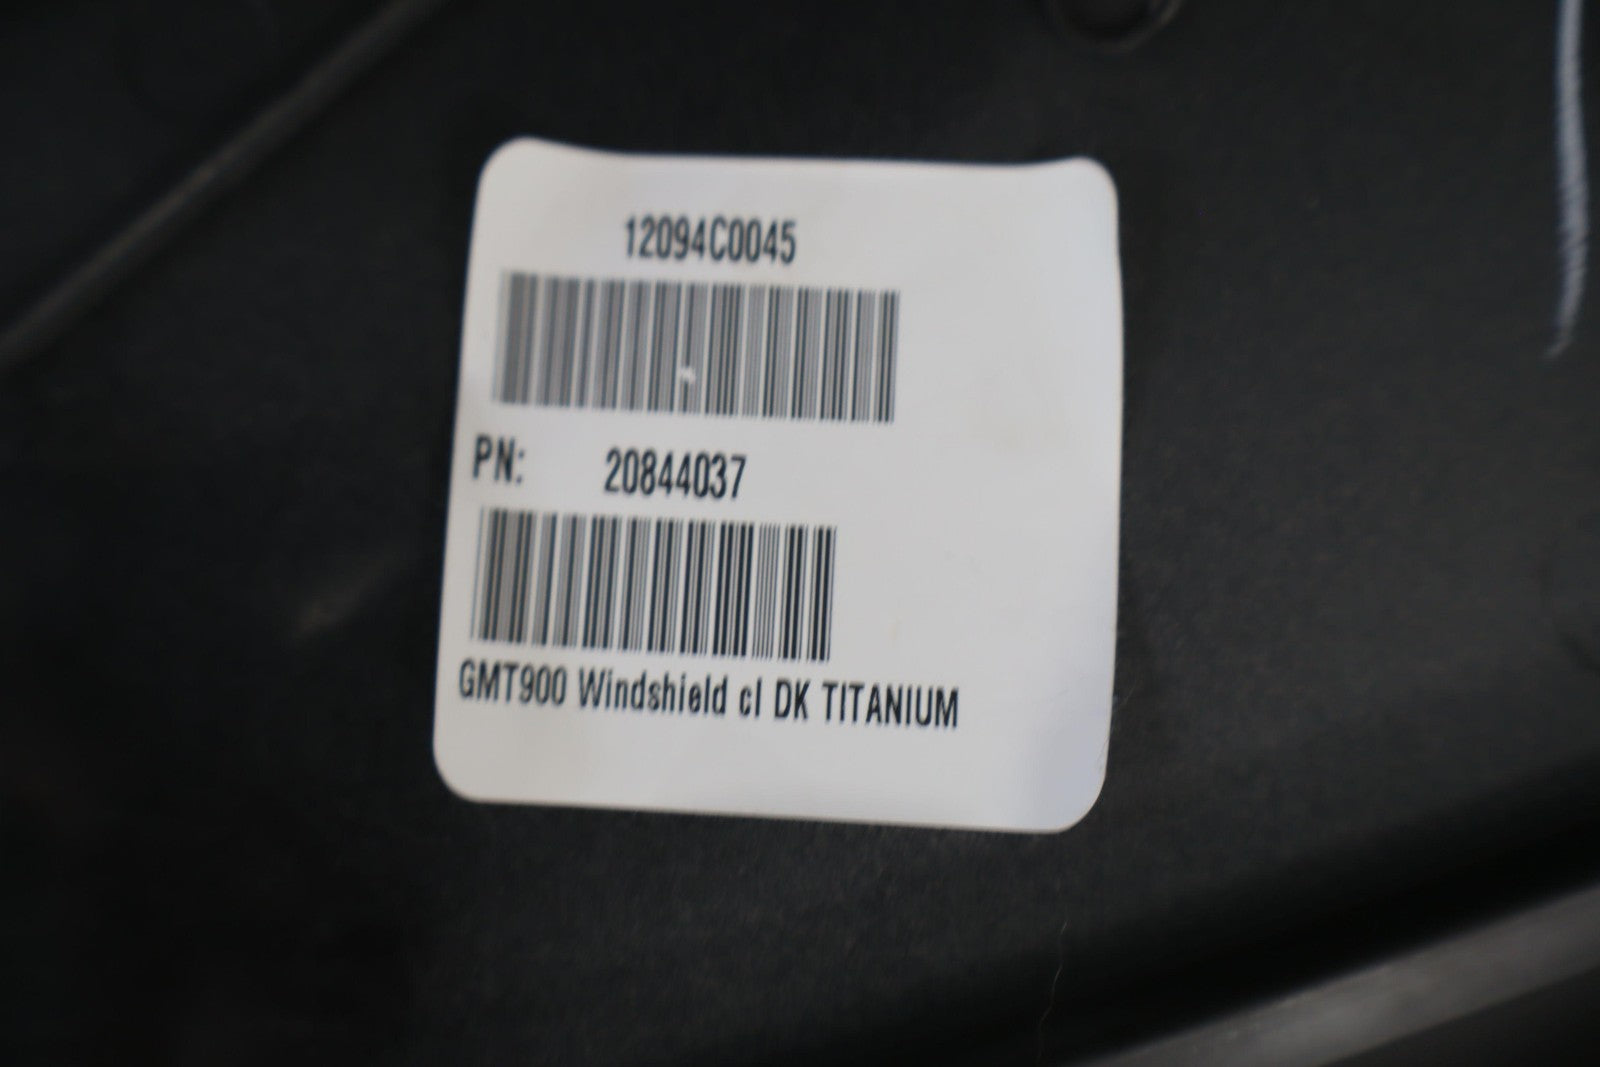 12094C0045
PN: 20844037
GMT900 Windshield cl DK TITANIUM